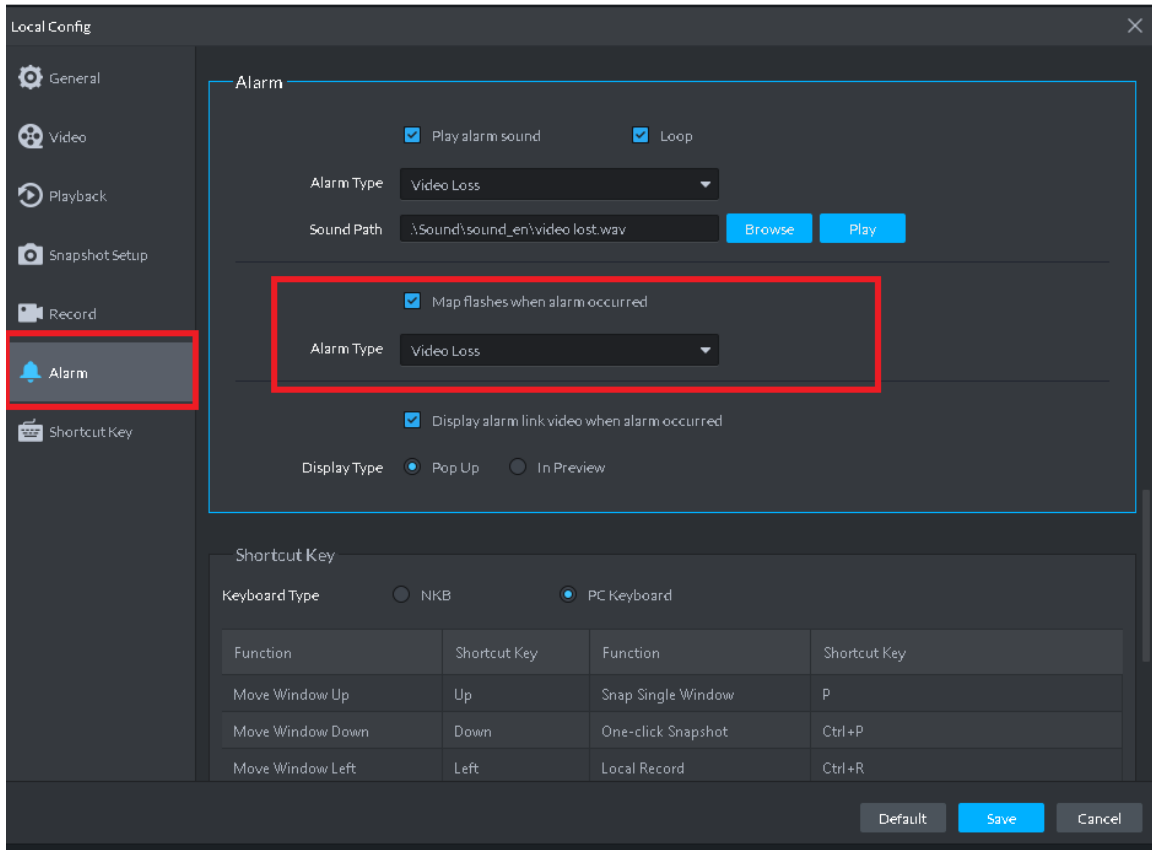 Local Config
General
Video
Playback
Snapshot Setup
Record
Alarm
Shortcut Key
Alarm
Play alarm sound Loop
Alarm Type Video Loss
Sound Path .\Sound\sound_en\video lost.wav Browse Play
Map flashes when alarm occurred
Alarm Type Video Loss
Display alarm link video when alarm occurred
Display Type Pop Up In Preview
Shortcut Key
Keyboard Type NKB PC Keyboard
Function Shortcut Key Function Shortcut Key
Move Window Up Up Snap Single Window P
Move Window Down Down One-click Snapshot Ctrl+P
Move Window Left Left Local Record Ctrl+R
Default Save Cancel